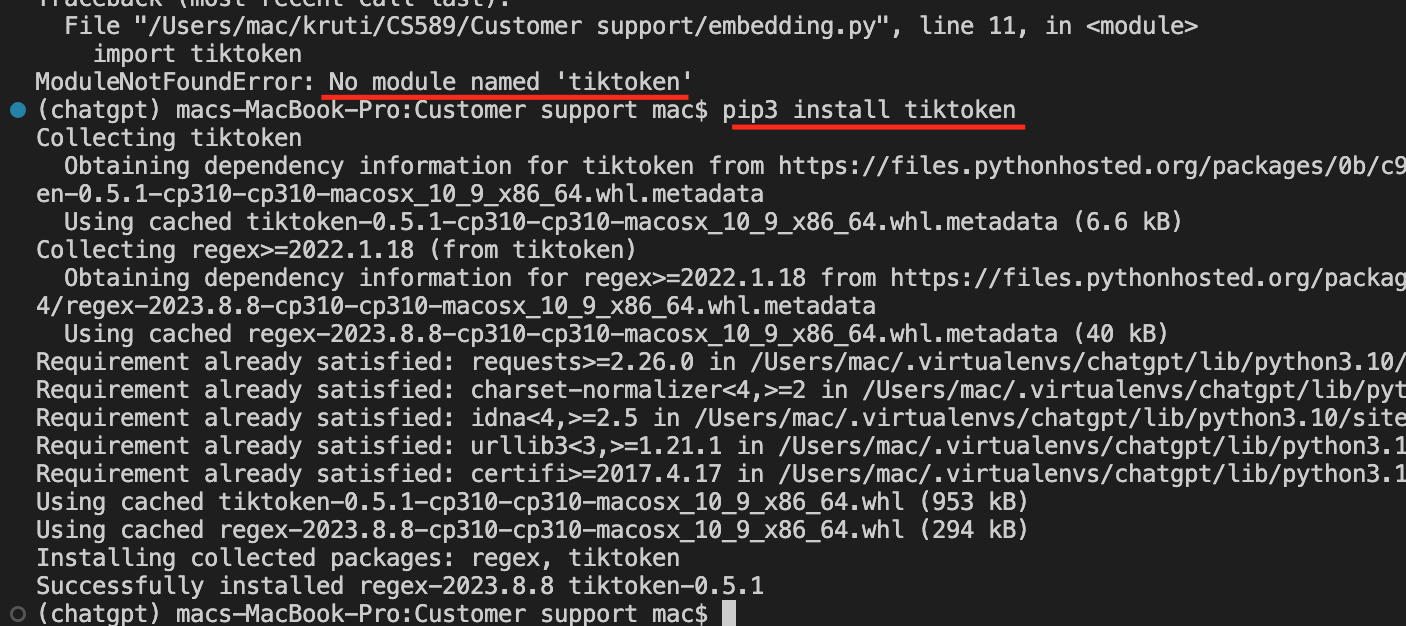 Traceback (most recent call last):
  File "/Users/mac/kruti/CS589/Customer support/embedding.py", line 11, in <module>
    import tiktoken
ModuleNotFoundError: No module named 'tiktoken'
(chatgpt) macs-MacBook-Pro:Customer support mac$ pip3 install tiktoken
Collecting tiktoken
  Obtaining dependency information for tiktoken from https://files.pythonhosted.org/packages/0b/c9
en-0.5.1-cp310-cp310-macosx_10_9_x86_64.whl.metadata
  Using cached tiktoken-0.5.1-cp310-cp310-macosx_10_9_x86_64.whl.metadata (6.6 kB)
Collecting regex>=2022.1.18 (from tiktoken)
  Obtaining dependency information for regex>=2022.1.18 from https://files.pythonhosted.org/packag
4/regex-2023.8.8-cp310-cp310-macosx_10_9_x86_64.whl.metadata
  Using cached regex-2023.8.8-cp310-cp310-macosx_10_9_x86_64.whl.metadata (40 kB)
Requirement already satisfied: requests>=2.26.0 in /Users/mac/.virtualenvs/chatgpt/lib/python3.10/
Requirement already satisfied: charset-normalizer<4,>=2 in /Users/mac/.virtualenvs/chatgpt/lib/pyt
Requirement already satisfied: idna<4,>=2.5 in /Users/mac/.virtualenvs/chatgpt/lib/python3.10/site
Requirement already satisfied: urllib3<3,>=1.21.1 in /Users/mac/.virtualenvs/chatgpt/lib/python3.1
Requirement already satisfied: certifi>=2017.4.17 in /Users/mac/.virtualenvs/chatgpt/lib/python3.1
Using cached tiktoken-0.5.1-cp310-cp310-macosx_10_9_x86_64.whl (953 kB)
Using cached regex-2023.8.8-cp310-cp310-macosx_10_9_x86_64.whl (294 kB)
Installing collected packages: regex, tiktoken
Successfully installed regex-2023.8.8 tiktoken-0.5.1
(chatgpt) macs-MacBook-Pro:Customer support mac$